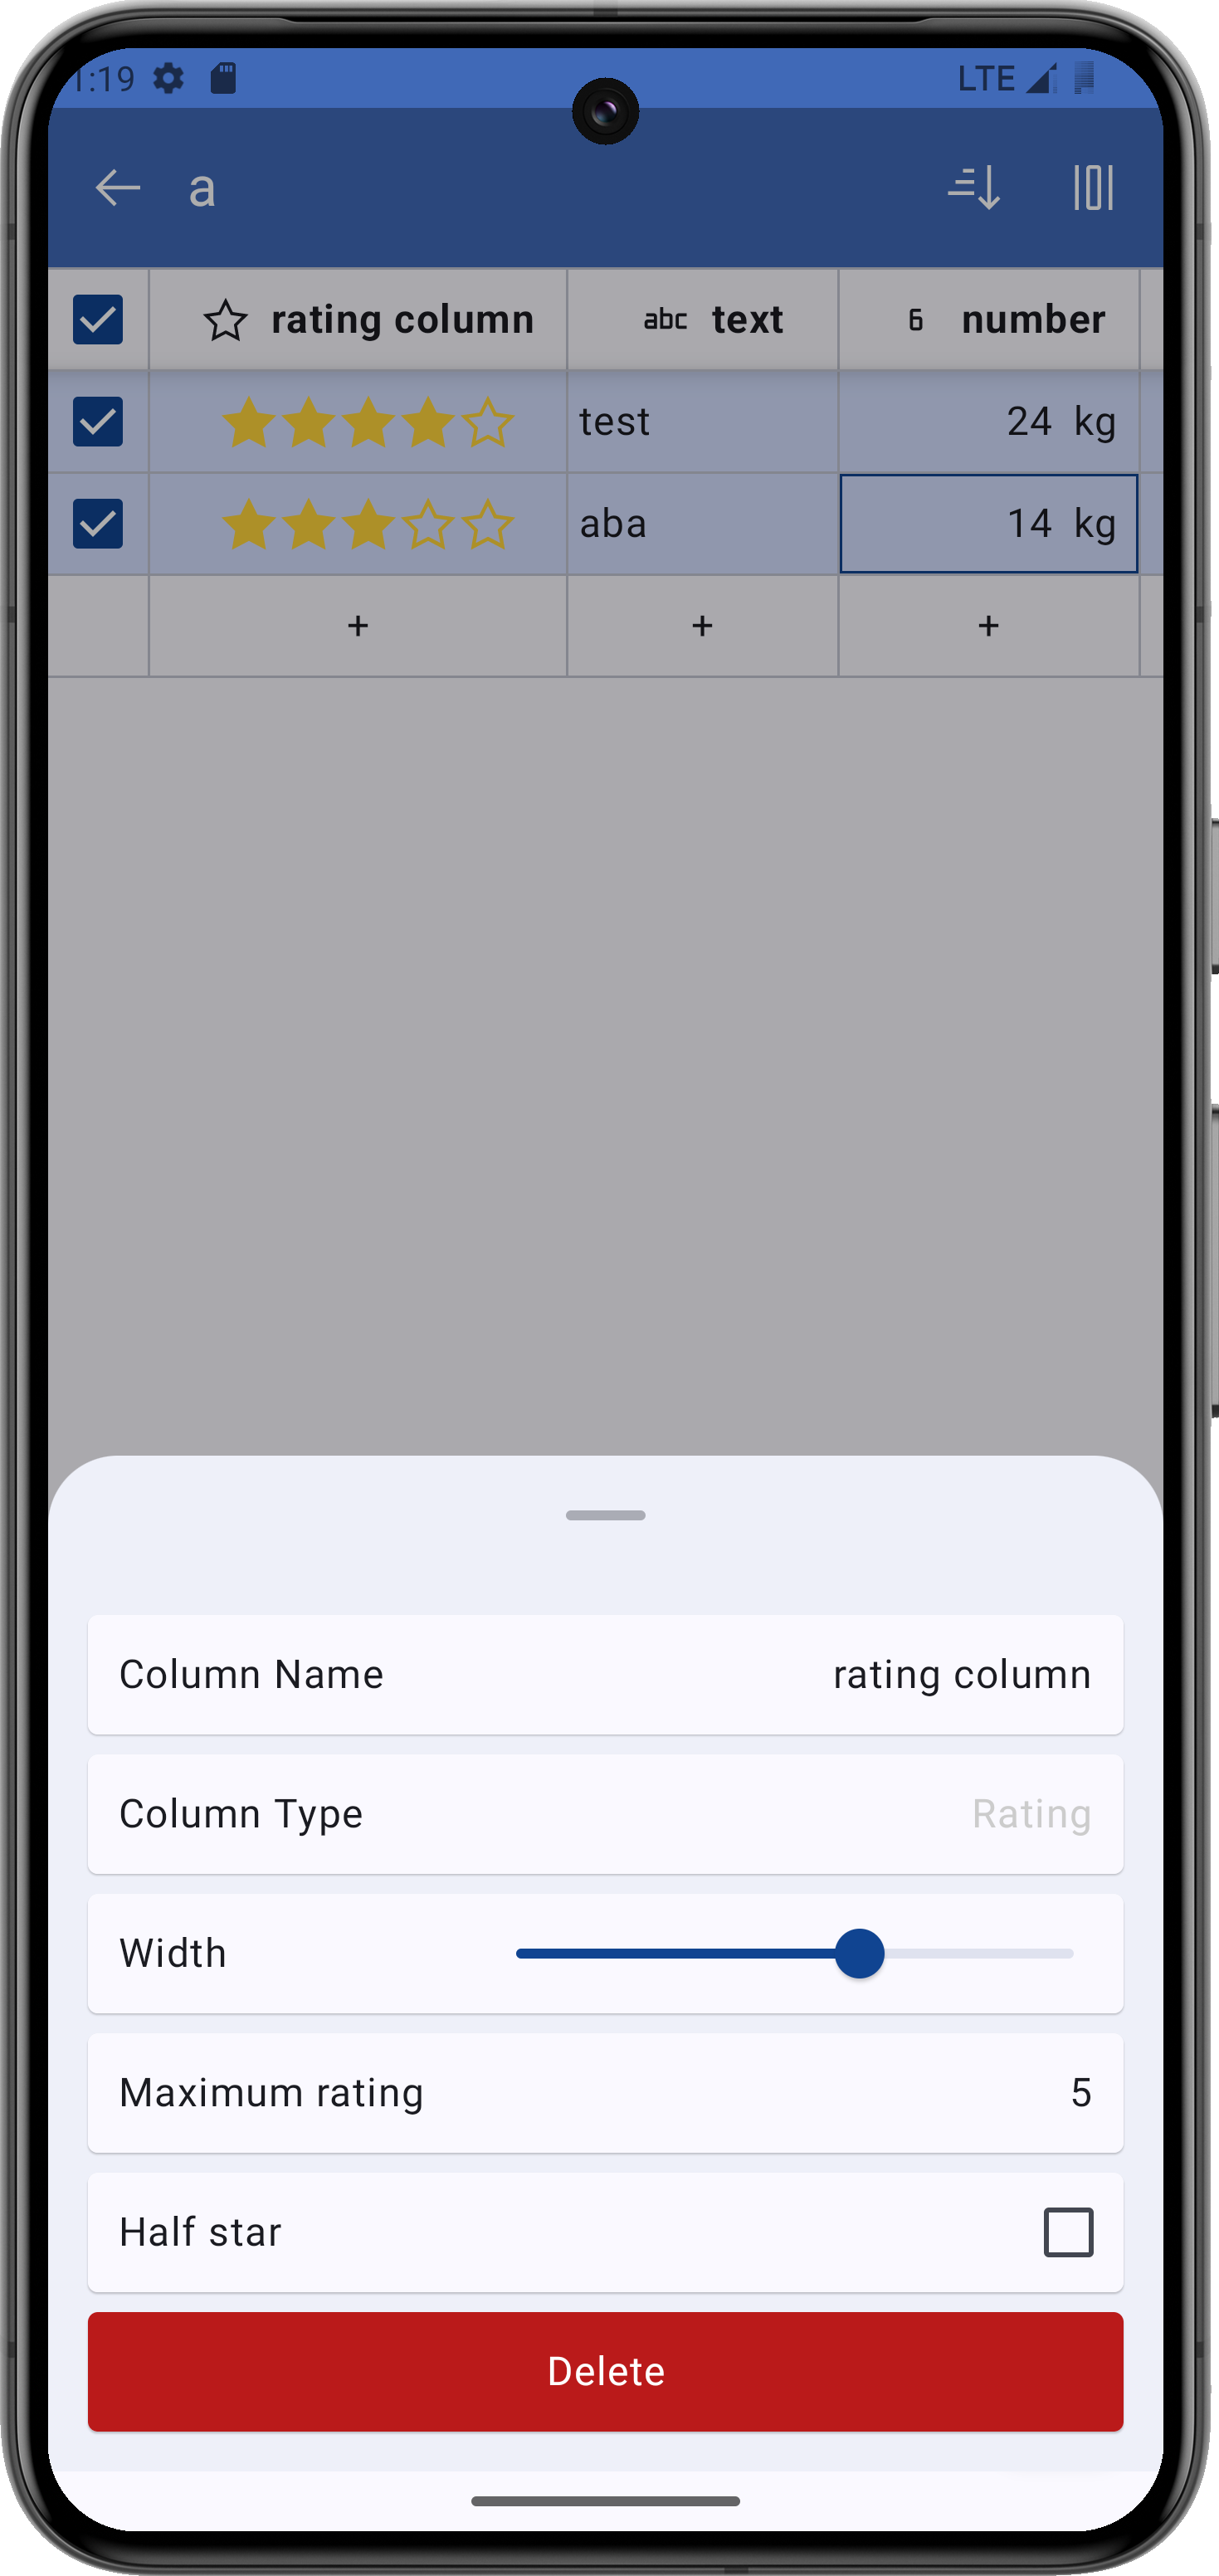 1:19 LTE
a
rating column abc text 6 number
test 24 kg
aba 14 kg
+ + +
Column Name rating column
Column Type Rating
Width
Maximum rating 5
Half star
Delete